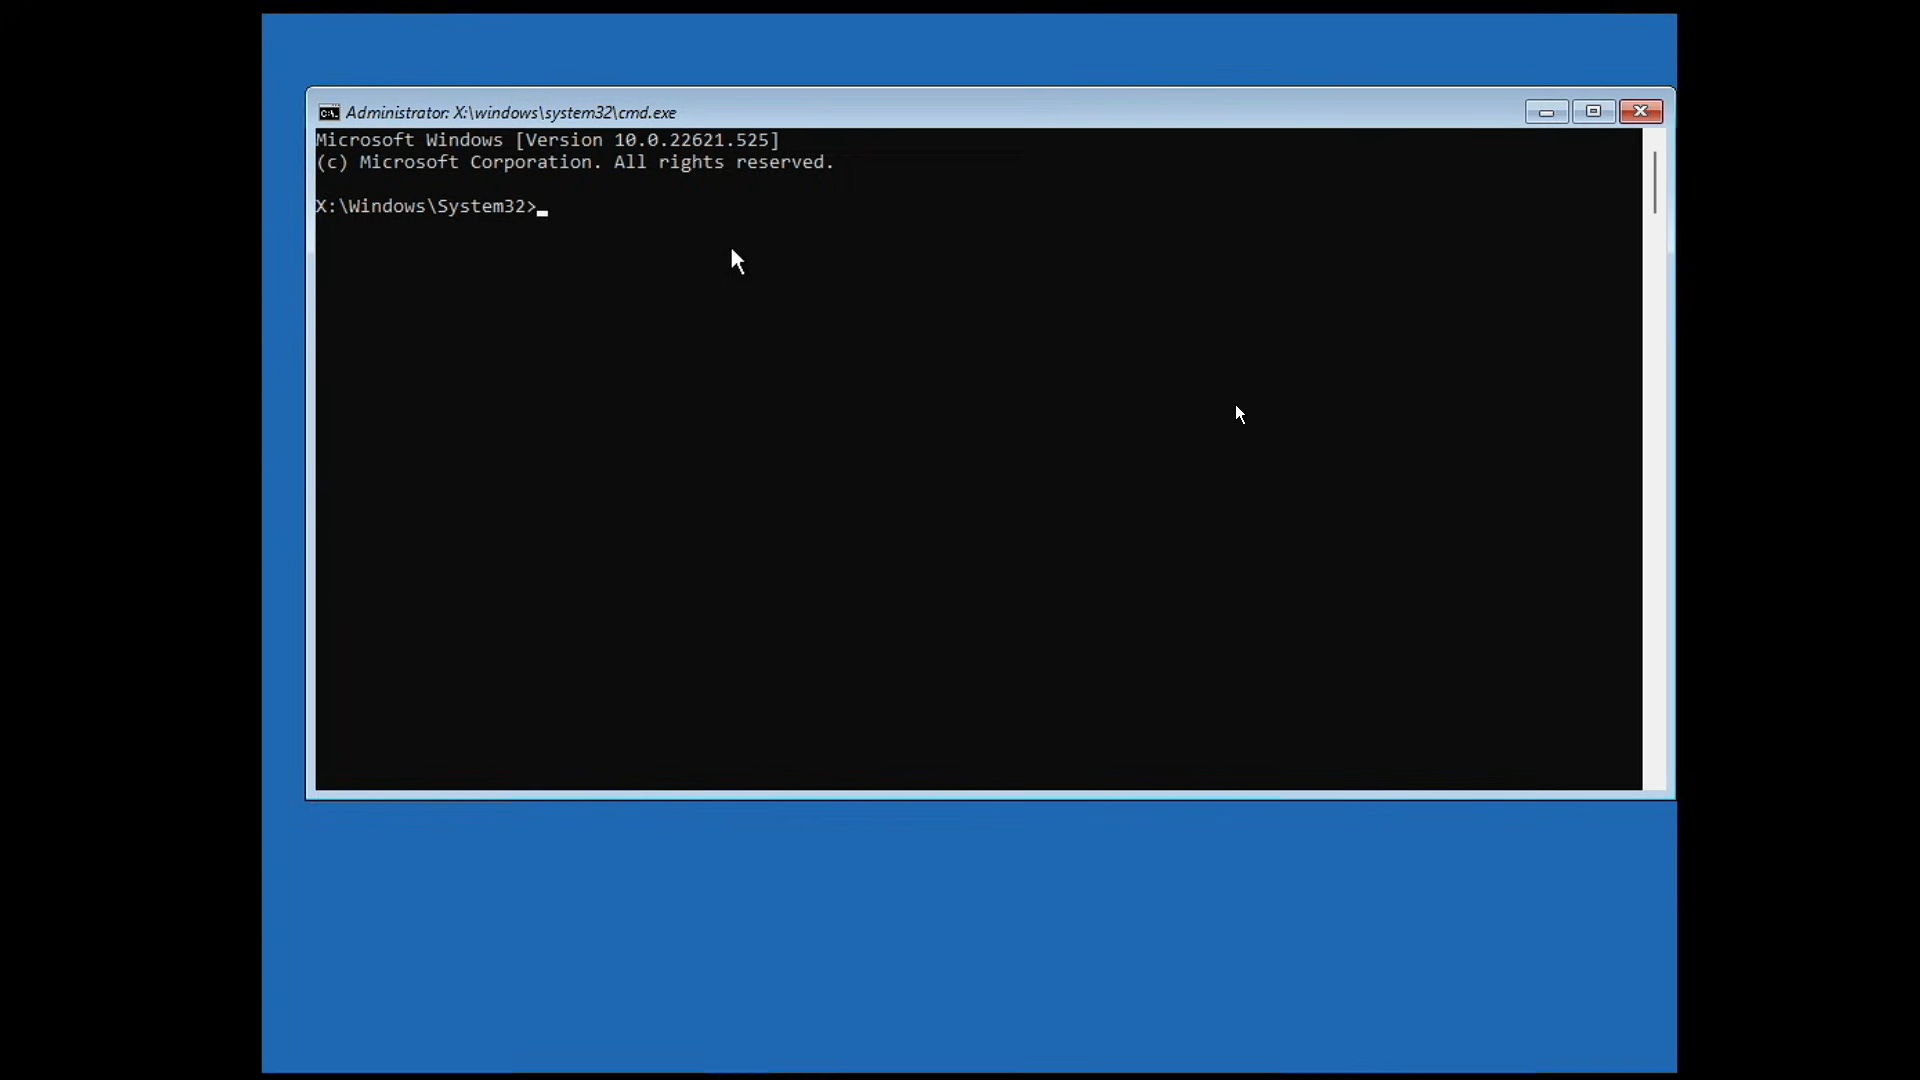 Administrator: X:\windows\system32\cmd.exe
Microsoft Windows [Version 10.0.22621.525]
(c) Microsoft Corporation. All rights reserved.
X:\Windows\System32>